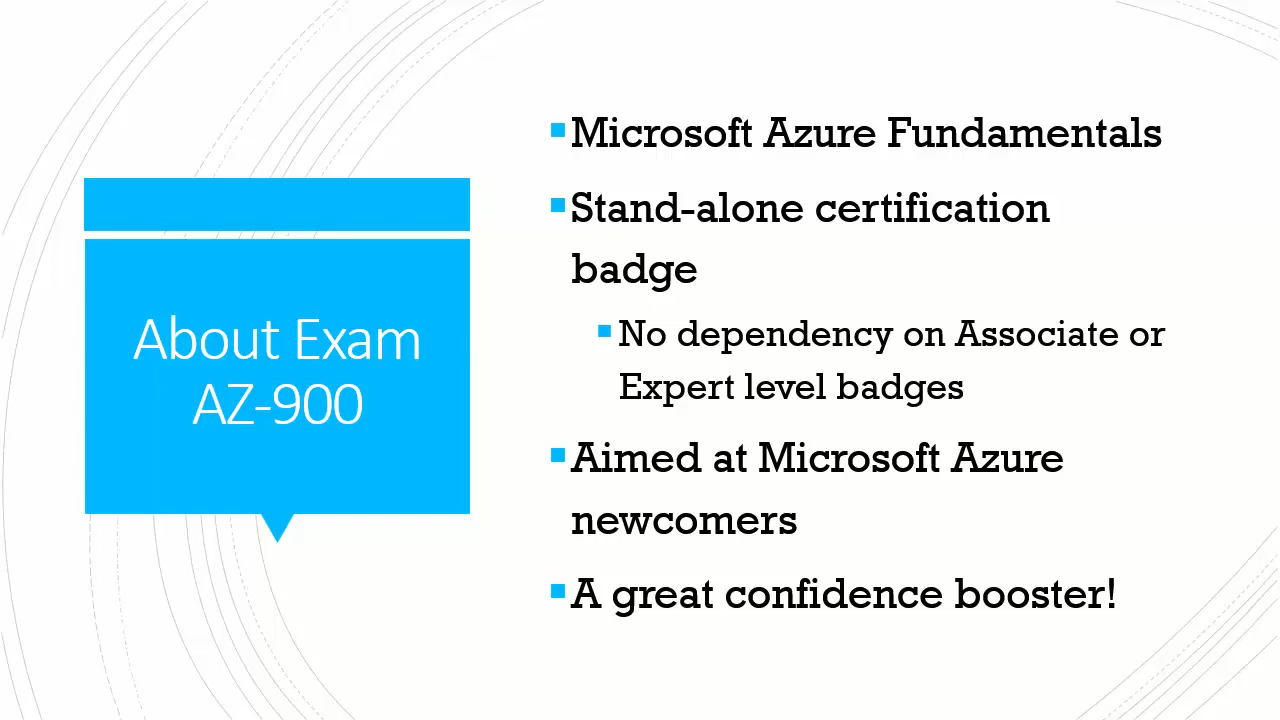 About Exam
AZ-900
Microsoft Azure Fundamentals
Stand-alone certification
badge
No dependency on Associate or
Expert level badges
Aimed at Microsoft Azure
newcomers
A great confidence booster!